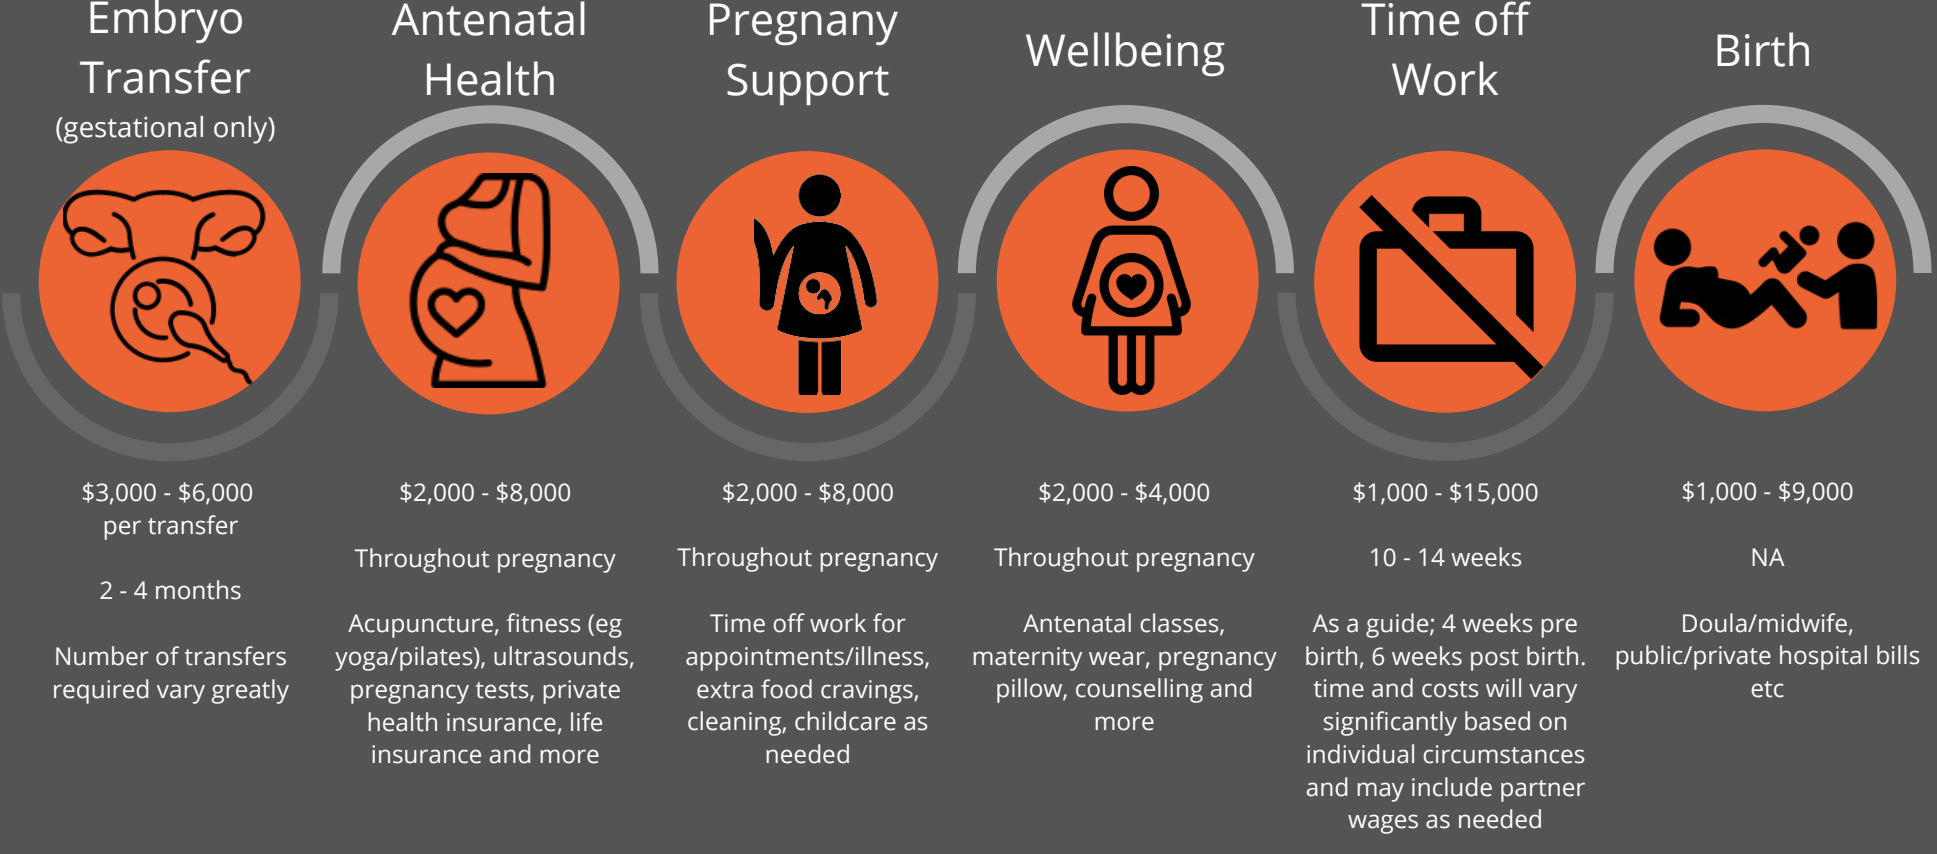 Embryo
Transfer
(gestational only)
$3,000 - $6,000
per transfer
2 - 4 months
Number of transfers
required vary greatly
Antenatal
Health
$2,000 - $8,000
Throughout pregnancy
Acupuncture, fitness (eg
yoga/pilates), ultrasounds,
pregnancy tests, private
health insurance, life
insurance and more
Pregnany
Support
$2,000 - $8,000
Throughout pregnancy
Time off work for
appointments/illness,
extra food cravings,
cleaning, childcare as
needed
Wellbeing
$2,000 - $4,000
Throughout pregnancy
Antenatal classes,
maternity wear, pregnancy
pillow, counselling and
more
Time off
Work
$1,000 - $15,000
10 - 14 weeks
As a guide; 4 weeks pre
birth, 6 weeks post birth.
time and costs will vary
significantly based on
individual circumstances
and may include partner
wages as needed
Birth
$1,000 - $9,000
NA
Doula/midwife,
public/private hospital bills
etc